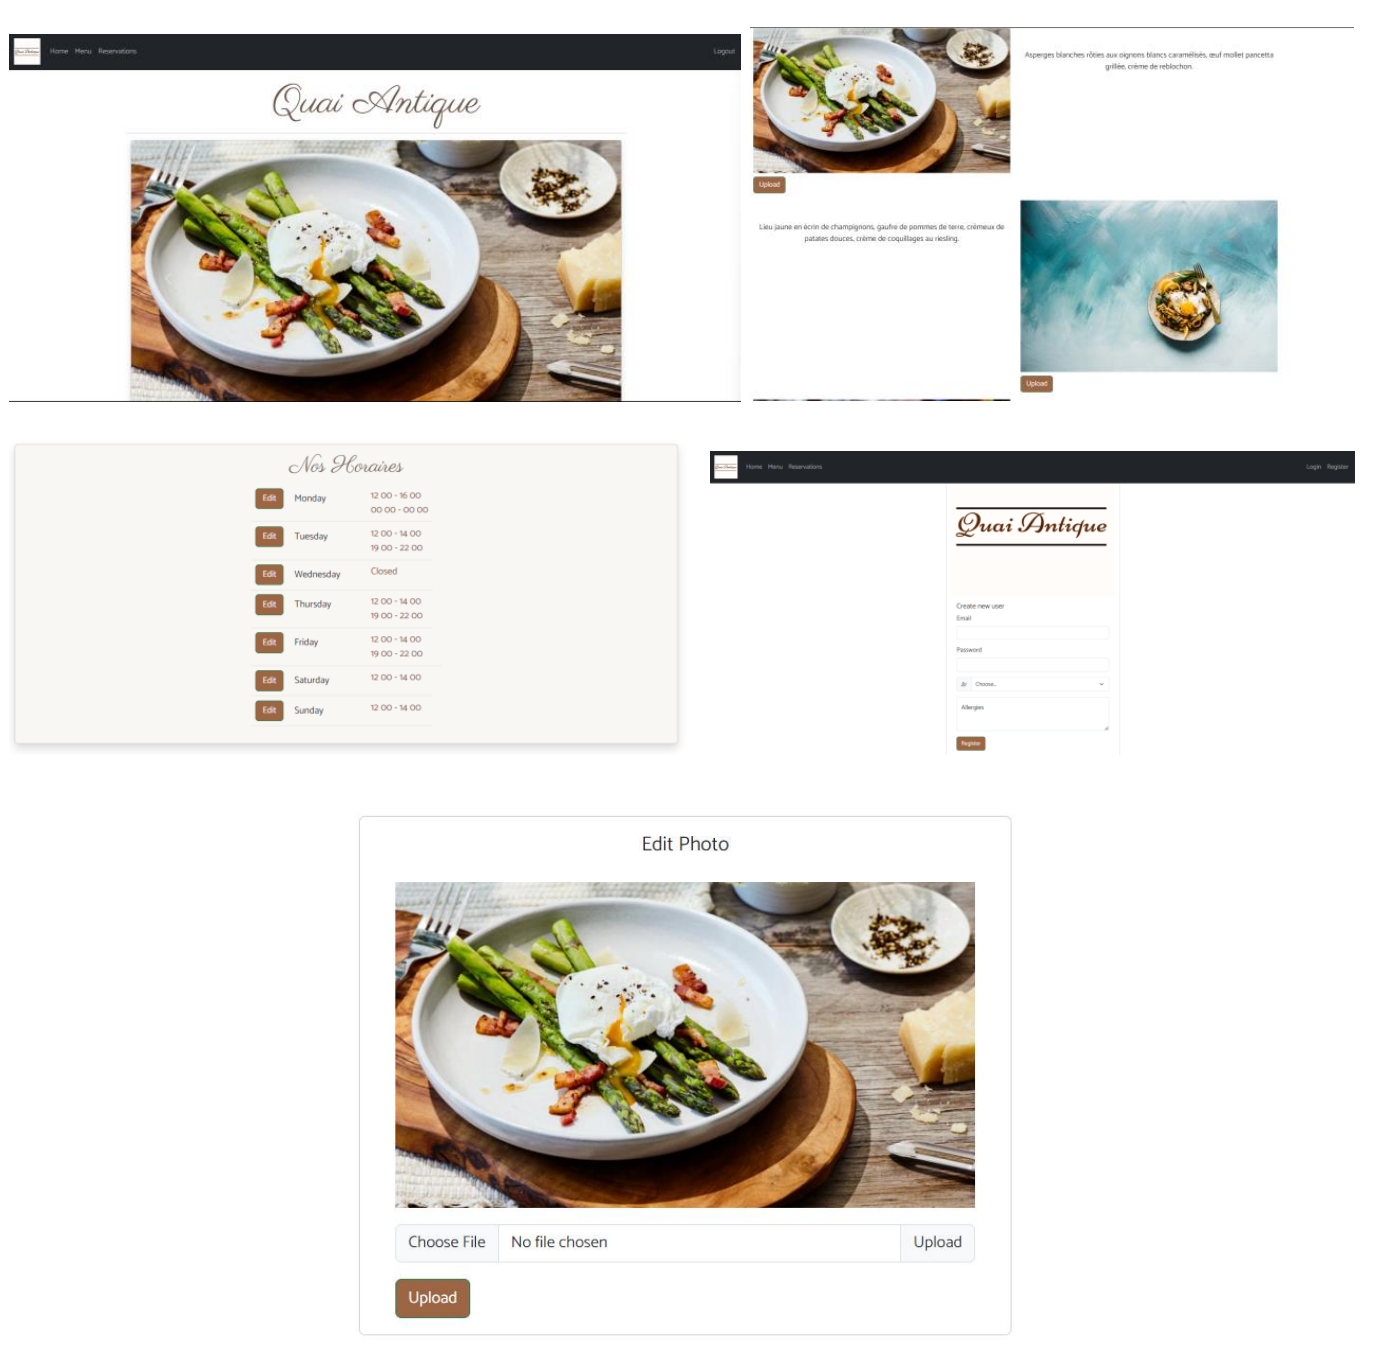 Home Menu Reservations
Logout
Quai Antique
Asperges blanches rôties aux oignons blancs caramélisés, œuf mollet pancetta
grillée, crème de reblochon.
Upload
Lieu jaune en écrin de champignons, gaufre de pommes de terre, crémeux de
patates douces, crème de coquillages au riesling.
Upload
Nos Horaires
Edit Monday 12 00 - 16 00
00 00 - 00 00
Edit Tuesday 12 00 - 14 00
19 00 - 22 00
Edit Wednesday Closed
Edit Thursday 12 00 - 14 00
19 00 - 22 00
Edit Friday 12 00 - 14 00
19 00 - 22 00
Edit Saturday 12 00 - 14 00
Edit Sunday 12 00 - 14 00
Home Menu Reservations
Login Register
Quai Antique
Create new user
Email
Password
Choose...
Allergies
Register
Edit Photo
Choose File No file chosen Upload
Upload